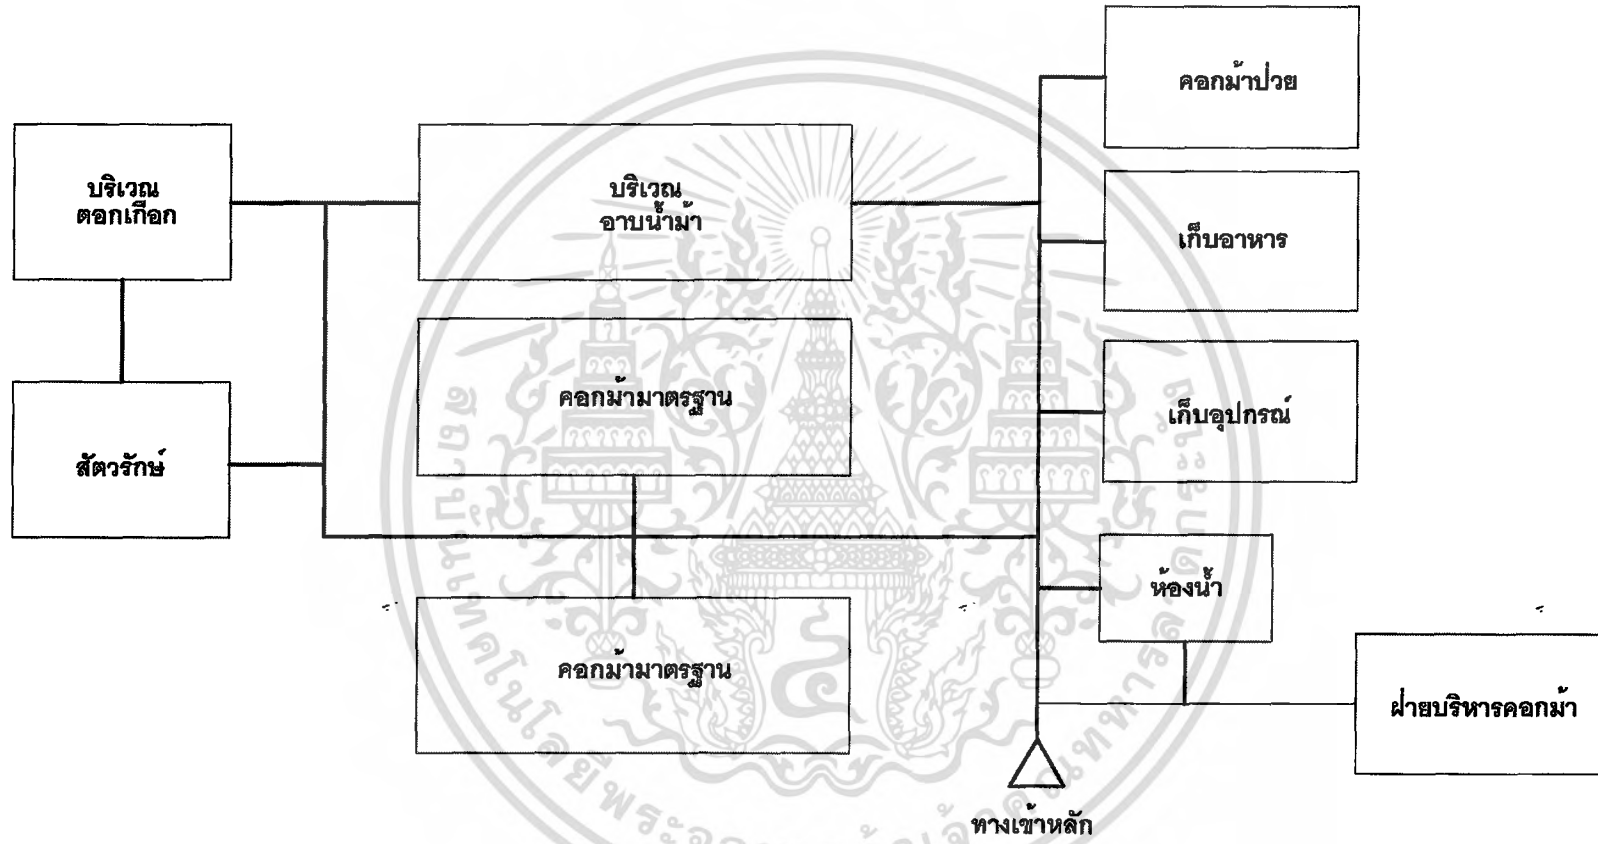 คอกม้าป่วย
บริเวณ
ตอกเกือก
บริเวณ
อาบน้ำม้า
เก็บอาหาร
คอกม้ามาตรฐาน
เก็บอุปกรณ์
สัตวรักษ์
ห้องน้ำ
คอกม้ามาตรฐาน
ฝ่ายบริหารคอกม้า
ทางเข้าหลัก